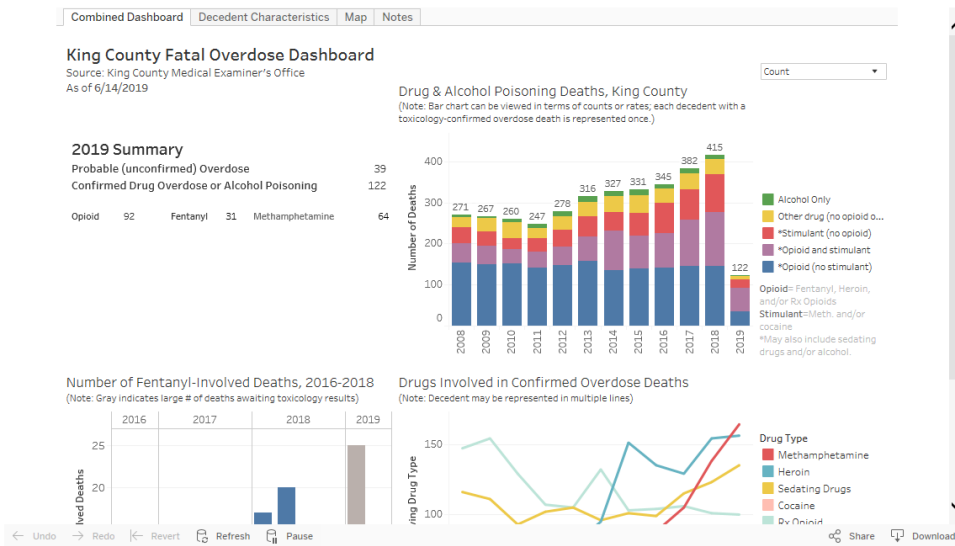 Combined Dashboard
Decedent Characteristics
Map
Notes
King County Fatal Overdose Dashboard
Source: King County Medical Examiner's Office
As of 6/14/2019
Count
Drug & Alcohol Poisoning Deaths, King County
(Note: Bar chart can be viewed in terms of counts or rates; each decedent with a
toxicology-confirmed overdose death is represented once.)
2019 Summary
Probable (unconfirmed) Overdose 39
Confirmed Drug Overdose or Alcohol Poisoning 122
Opioid 92 Fentanyl 31 Methamphetamine 64
Number of Deaths
400
300
200
100
0
271 267 260 247 278 316 327 331 345 382 415 122
2008 2009 2010 2011 2012 2013 2014 2015 2016 2017 2018 2019
Alcohol Only
Other drug (no opioid o...
*Stimulant (no opioid)
*Opioid and stimulant
*Opioid (no stimulant)
Opioid= Fentanyl, Heroin,
and/or Rx Opioids
Stimulant=Meth. and/or
cocaine
*May also include sedating
drugs and/or alcohol.
Number of Fentanyl-Involved Deaths, 2016-2018
(Note: Gray indicates large # of deaths awaiting toxicology results)
2016 2017 2018 2019
25
20
lved Deaths
Drugs Involved in Confirmed Overdose Deaths
(Note: Decedent may be represented in multiple lines)
150
100
ving Drug Type
Drug Type
Methamphetamine
Heroin
Sedating Drugs
Cocaine
Rx Opioid
Undo
Redo
Revert
Refresh
Pause
Share
Download